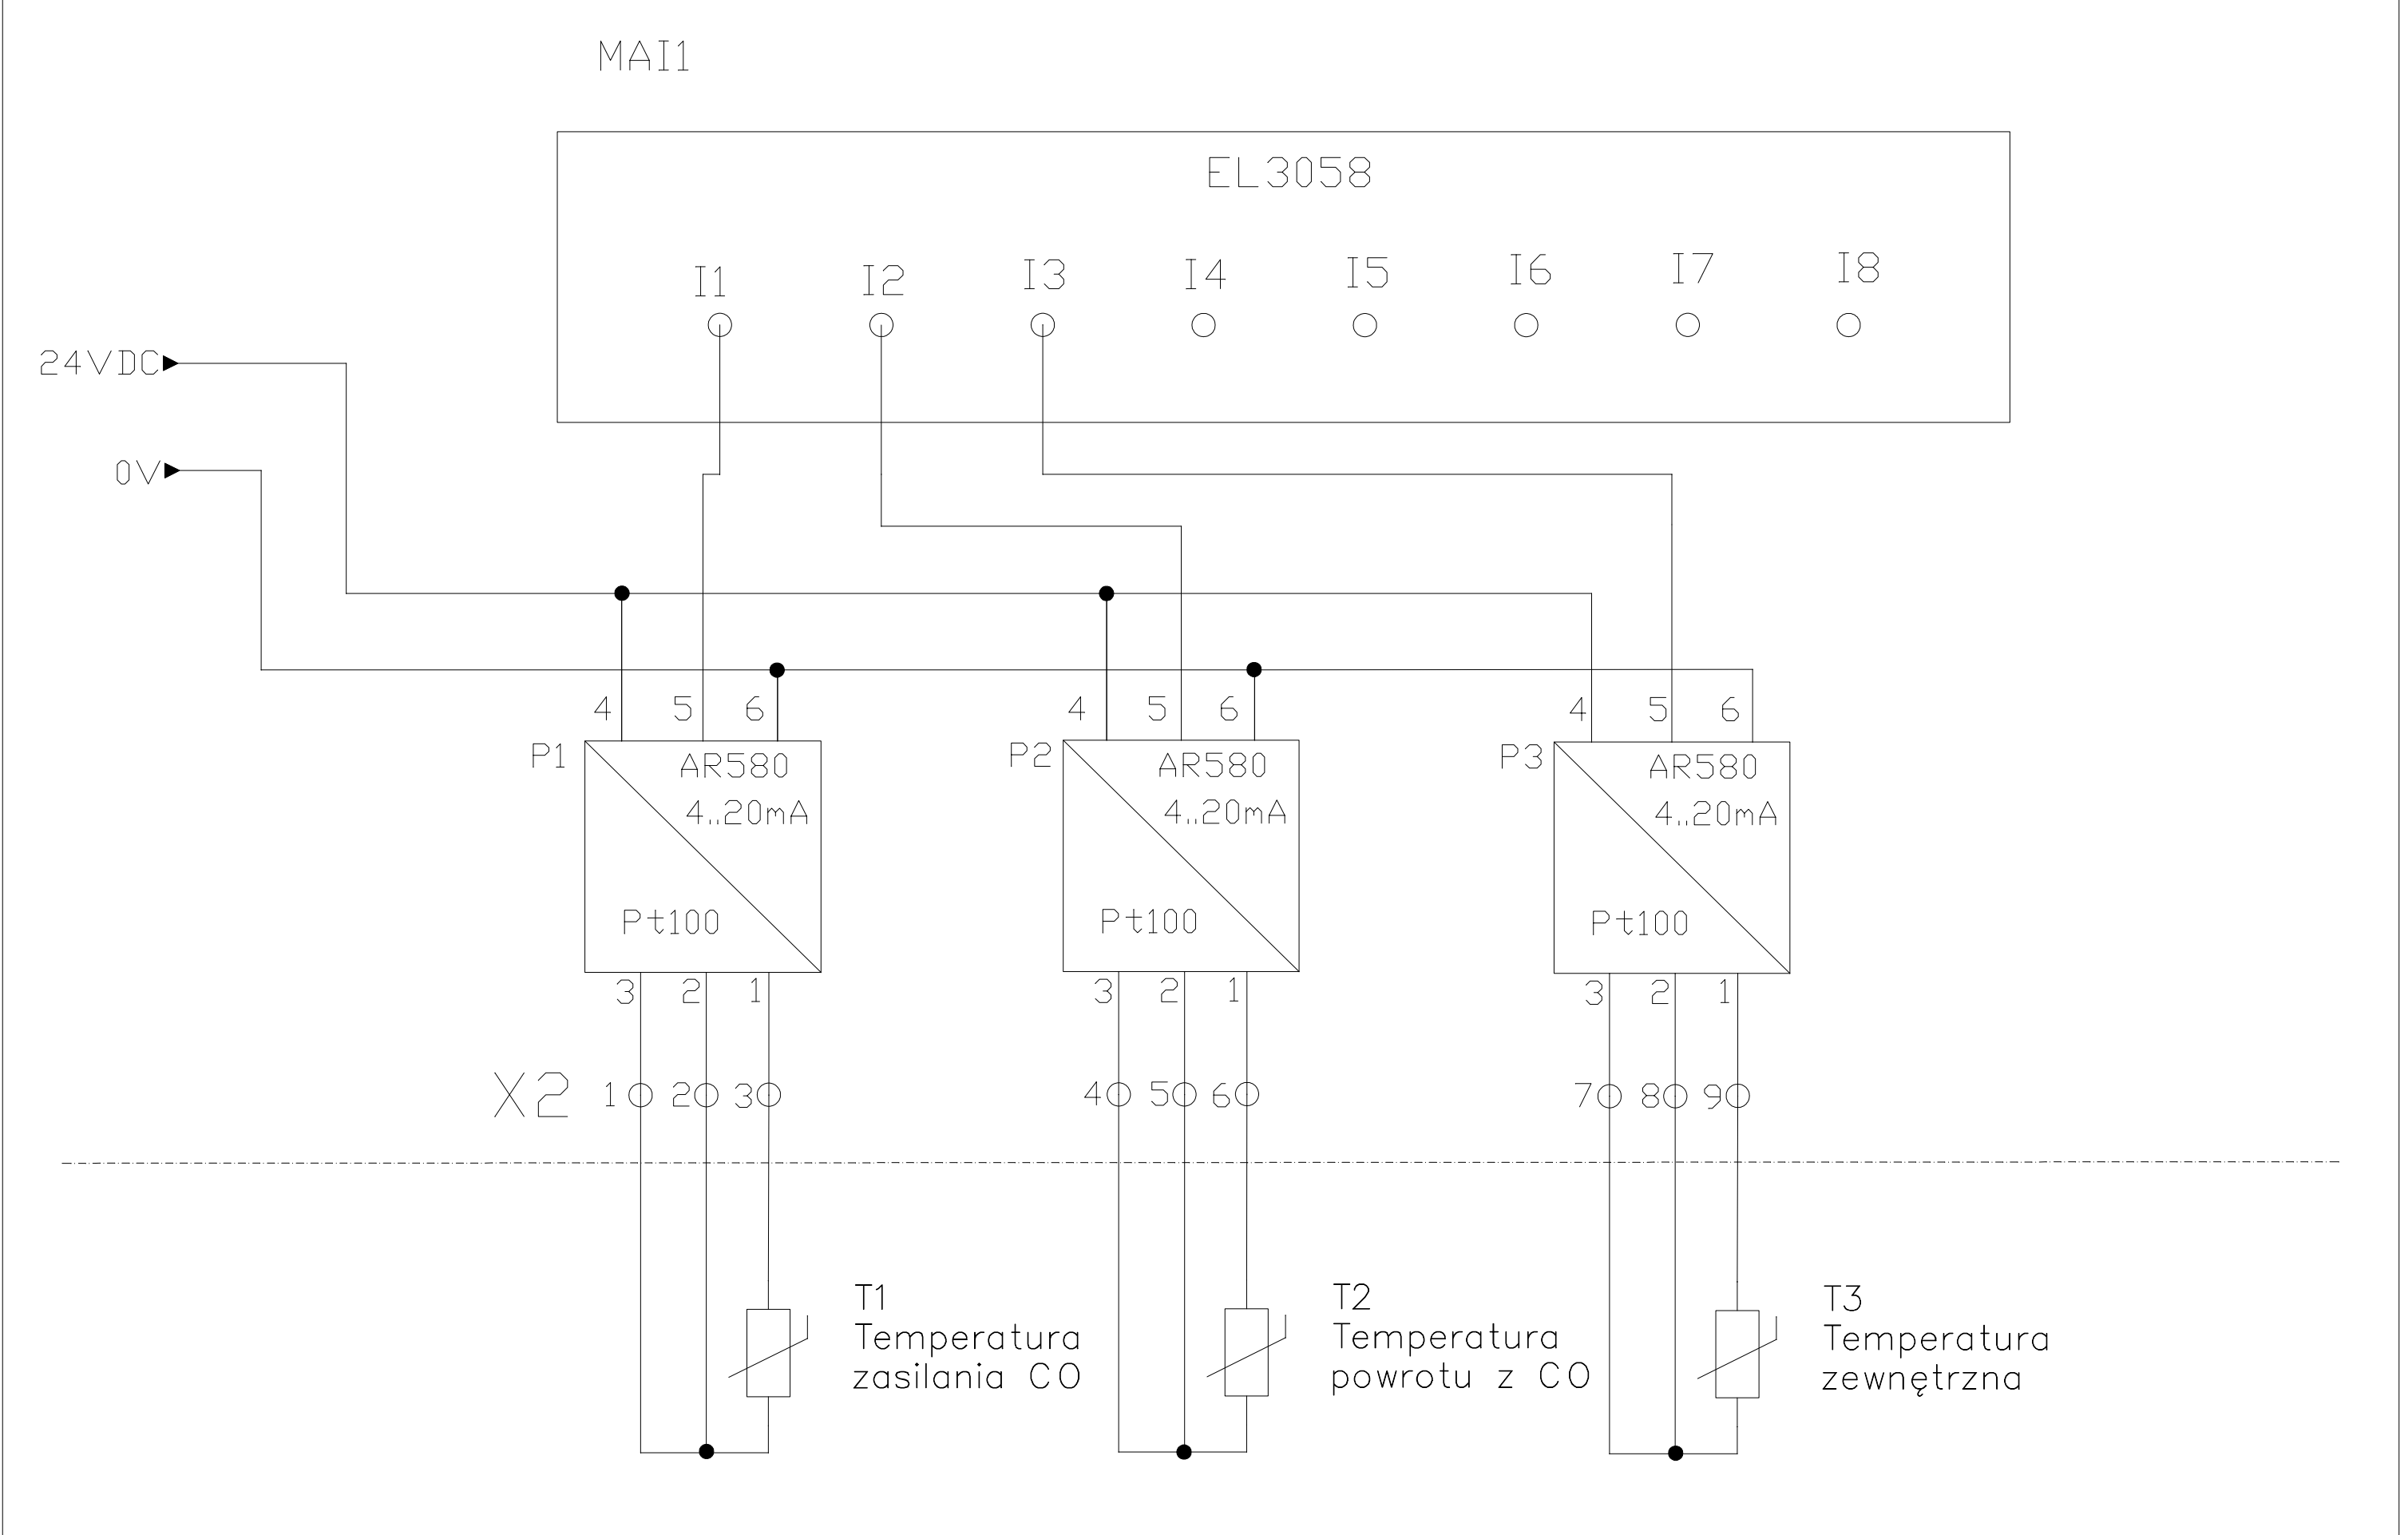 MAI1
EL3058
I1 I2 I3 I4 I5 I6 I7 I8
24VDC
0V
4 5 6 4 5 6 4 5 6
P1 AR580 P2 AR580 P3 AR580
4..20mA 4..20mA 4..20mA
Pt100 Pt100 Pt100
3 2 1 3 2 1 3 2 1
X2 1 2 3 4 5 6 7 8 9
T1
Temperatura
zasilania CO
T2
Temperatura
powrotu z CO
T3
Temperatura
zewnętrzna